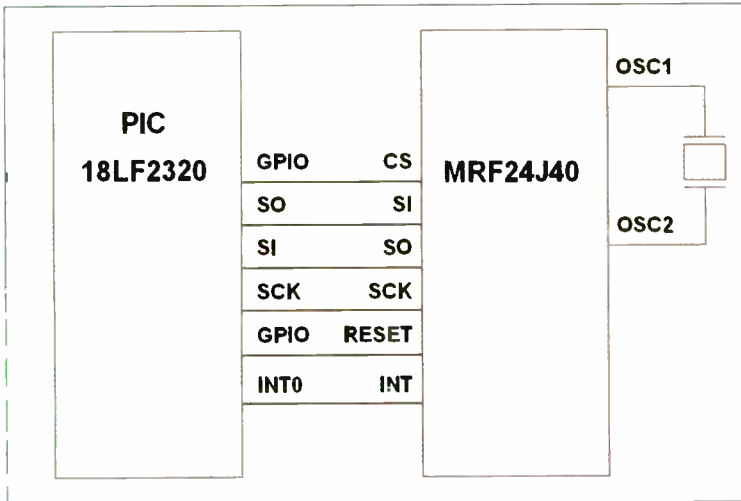 OSC1
PIC
18LF2320
GPIO CS
MRF24J40
SO SI
OSC2
SI SO
SCK SCK
GPIO RESET
INT0 INT